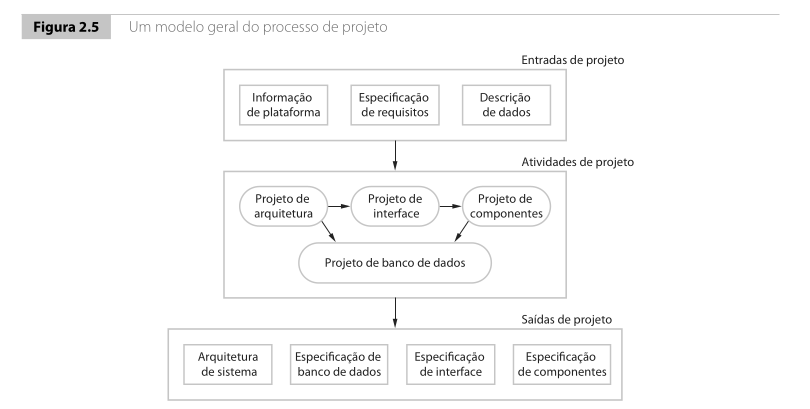 Figura 2.5 Um modelo geral do processo de projeto
Entradas de projeto
Informação
de plataforma
Especificação
de requisitos
Descrição
de dados
Atividades de projeto
Projeto de
arquitetura
Projeto de
interface
Projeto de
componentes
Projeto de banco de dados
Saídas de projeto
Arquitetura
de sistema
Especificação de
banco de dados
Especificação
de interface
Especificação
de componentes